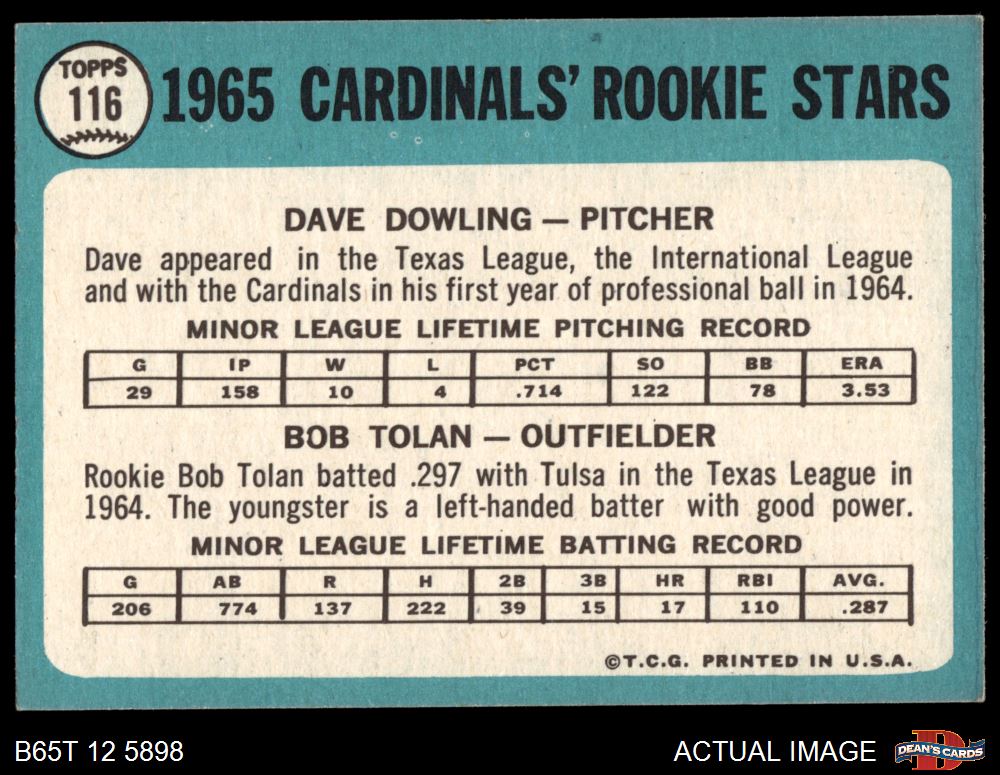 TOPPS
116
1965 CARDINALS' ROOKIE STARS
DAVE DOWLING — PITCHER
Dave appeared in the Texas League, the International League
and with the Cardinals in his first year of professional ball in 1964.
MINOR LEAGUE LIFETIME PITCHING RECORD
G IP W L PCT SO BB ERA
29 158 10 4 .714 122 78 3.53
BOB TOLAN — OUTFIELDER
Rookie Bob Tolan batted .297 with Tulsa in the Texas League in
1964. The youngster is a left-handed batter with good power.
MINOR LEAGUE LIFETIME BATTING RECORD
G AB R H 2B 3B HR RBI AVG.
206 774 137 222 39 15 17 110 .287
©T.C.G. PRINTED IN U.S.A.
B65T 12 5898
ACTUAL IMAGE
D
DEAN'S CARDS